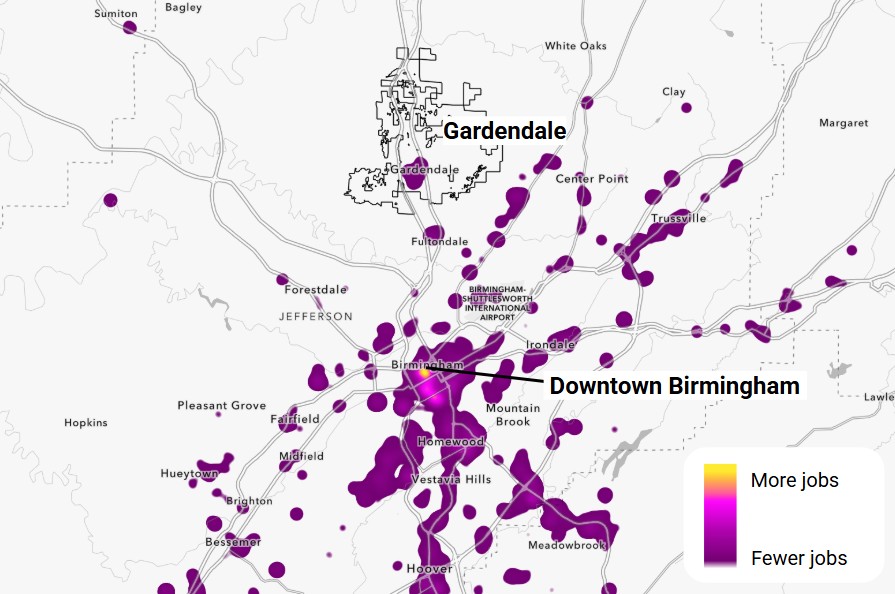 Sumiton
Bagley
White Oaks
Clay
Margaret
Gardendale
Gardendale
Center Point
Trussville
Fultondale
Forestdale
JEFFERSON
BIRMINGHAM-
SHUTTLESWORTH
INTERNATIONAL
AIRPORT
Irondale
Birmingham
Downtown Birmingham
Lawle
Pleasant Grove
Mountain
Brook
Hopkins
Fairfield
Homewood
Midfield
Hueytown
Vestavia Hills
More jobs
Brighton
Bessemer
Meadowbrook
Fewer jobs
Hoover